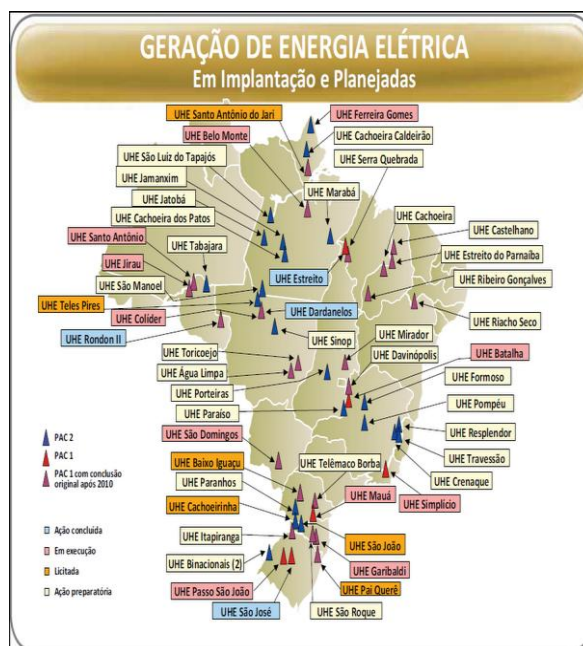 GERAÇÃO DE ENERGIA ELÉTRICA
Em Implantação e Planejadas
UHE Santo Antônio do Jari
UHE Ferreira Gomes
UHE Belo Monte
UHE Cachoeira Caldeirão
UHE São Luiz do Tapajós
UHE Serra Quebrada
UHE Jamanxim
UHE Marabá
UHE Jatobá
UHE Cachoeira
UHE Cachoeira dos Patos
UHE Castelhano
UHE Santo Antônio
UHE Tabajara
UHE Estreito do Parnaíba
UHE Jirau
UHE Estreito
UHE Ribeiro Gonçalves
UHE São Manoel
UHE Teles Pires
UHE Dardanelos
UHE Riacho Seco
UHE Colíder
UHE Rondon II
UHE Sinop
UHE Mirador
UHE Toricoejo
UHE Davinópolis
UHE Batalha
UHE Água Limpa
UHE Formoso
UHE Porteiras
UHE Pompéu
UHE Paraíso
PAC 2
PAC 1
PAC 1 com conclusão
original após 2010
UHE Resplendor
UHE São Domingos
UHE Travessão
UHE Baixo Iguaçu
UHE Telêmaco Borba
UHE Crenaque
UHE Paranhos
UHE Mauá
UHE Simplício
UHE Cachoeirinha
Ação concluída
Em execução
Licitada
Ação preparatória
UHE Itapiranga
UHE São João
UHE Binacionais (2)
UHE Garibaldi
UHE Passo São João
UHE Pai Querê
UHE São José
UHE São Roque